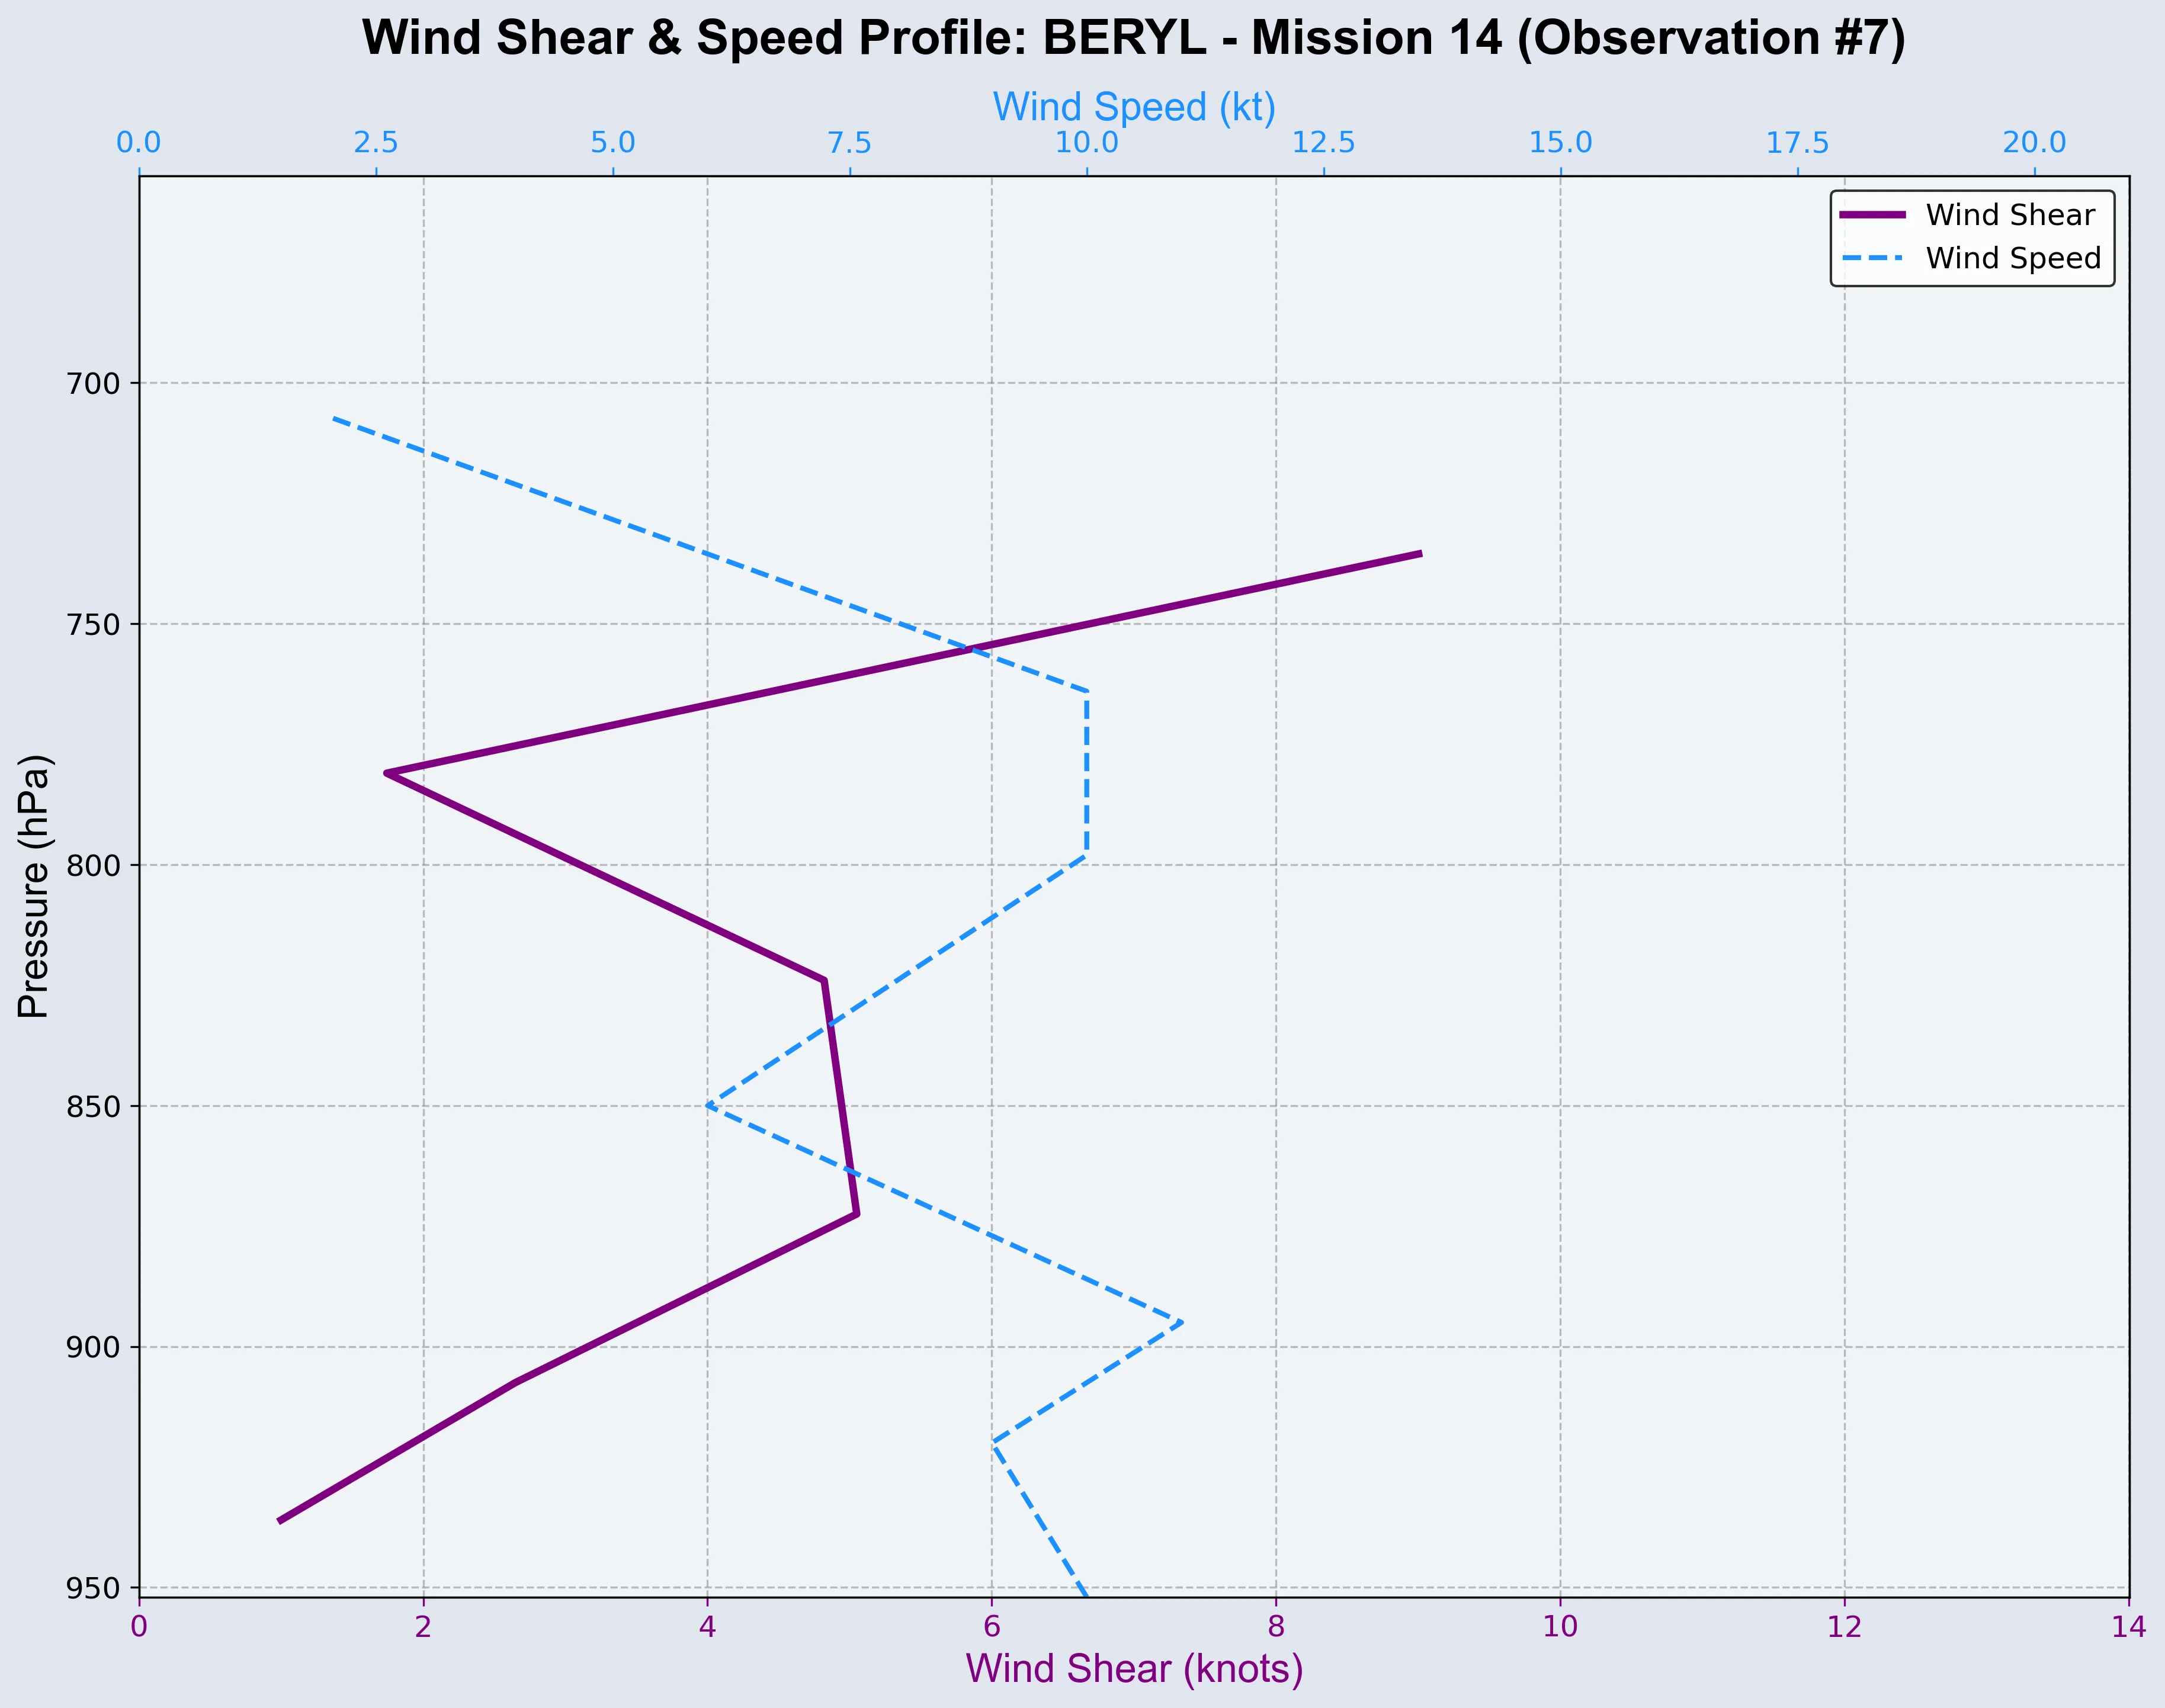 Wind Shear & Speed Profile: BERYL - Mission 14 (Observation #7)
Wind Speed (kt)
0.0 2.5 5.0 7.5 10.0 12.5 15.0 17.5 20.0
Wind Shear
Wind Speed
Pressure (hPa)
700
750
800
850
900
950
0 2 4 6 8 10 12 14
Wind Shear (knots)